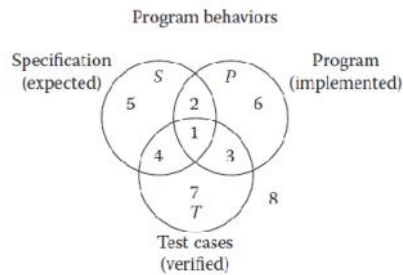 Program behaviors
Specification
(expected)
Program
(implemented)
S
P
5
2
6
1
4
3
7
T
8
Test cases
(verified)